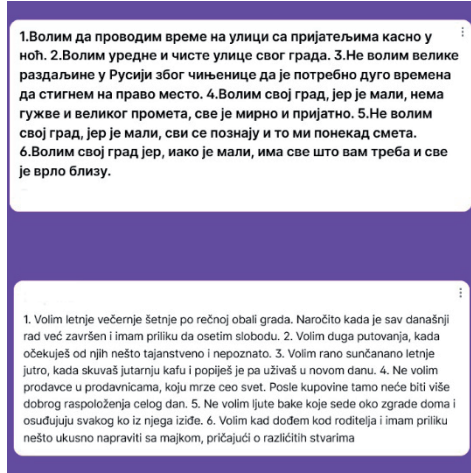 1.Волим да проводим време на улици са пријатељима касно у
ноћ. 2.Волим уредне и чисте улице свог града. 3.Не волим велике
раздаљине у Русији због чињенице да је потребно дуго времена
да стигнем на право место. 4.Волим свој град, јер је мали, нема
гужве и великог промета, све је мирно и пријатно. 5.Не волим
свој град, јер је мали, сви се познају и то ми понекад смета.
6.Волим свој град јер, иако је мали, има све што вам треба и све
је врло близу.
1. Volim letnje večernje šetnje po rečnoj obali grada. Naročito kada je sav današnji
rad već završen i imam priliku da osetim slobodu. 2. Volim duga putovanja, kada
očekuješ od njih nešto tajanstveno i nepoznato. 3. Volim rano sunčanano letnje
jutro, kada skuvaš jutarnju kafu i popiješ je pa uživaš u novom danu. 4. Ne volim
prodavce u prodavnicama, koju mrze ceo svet. Posle kupovine tamo neće biti više
dobrog raspoloženja celog dan. 5. Ne volim ljute bake koje sede oko zgrade doma i
osuđujuju svakog ko iz njega iziđe. 6. Volim kad dođem kod roditelja i imam priliku
nešto ukusno napraviti sa majkom, pričajući o različitih stvarima